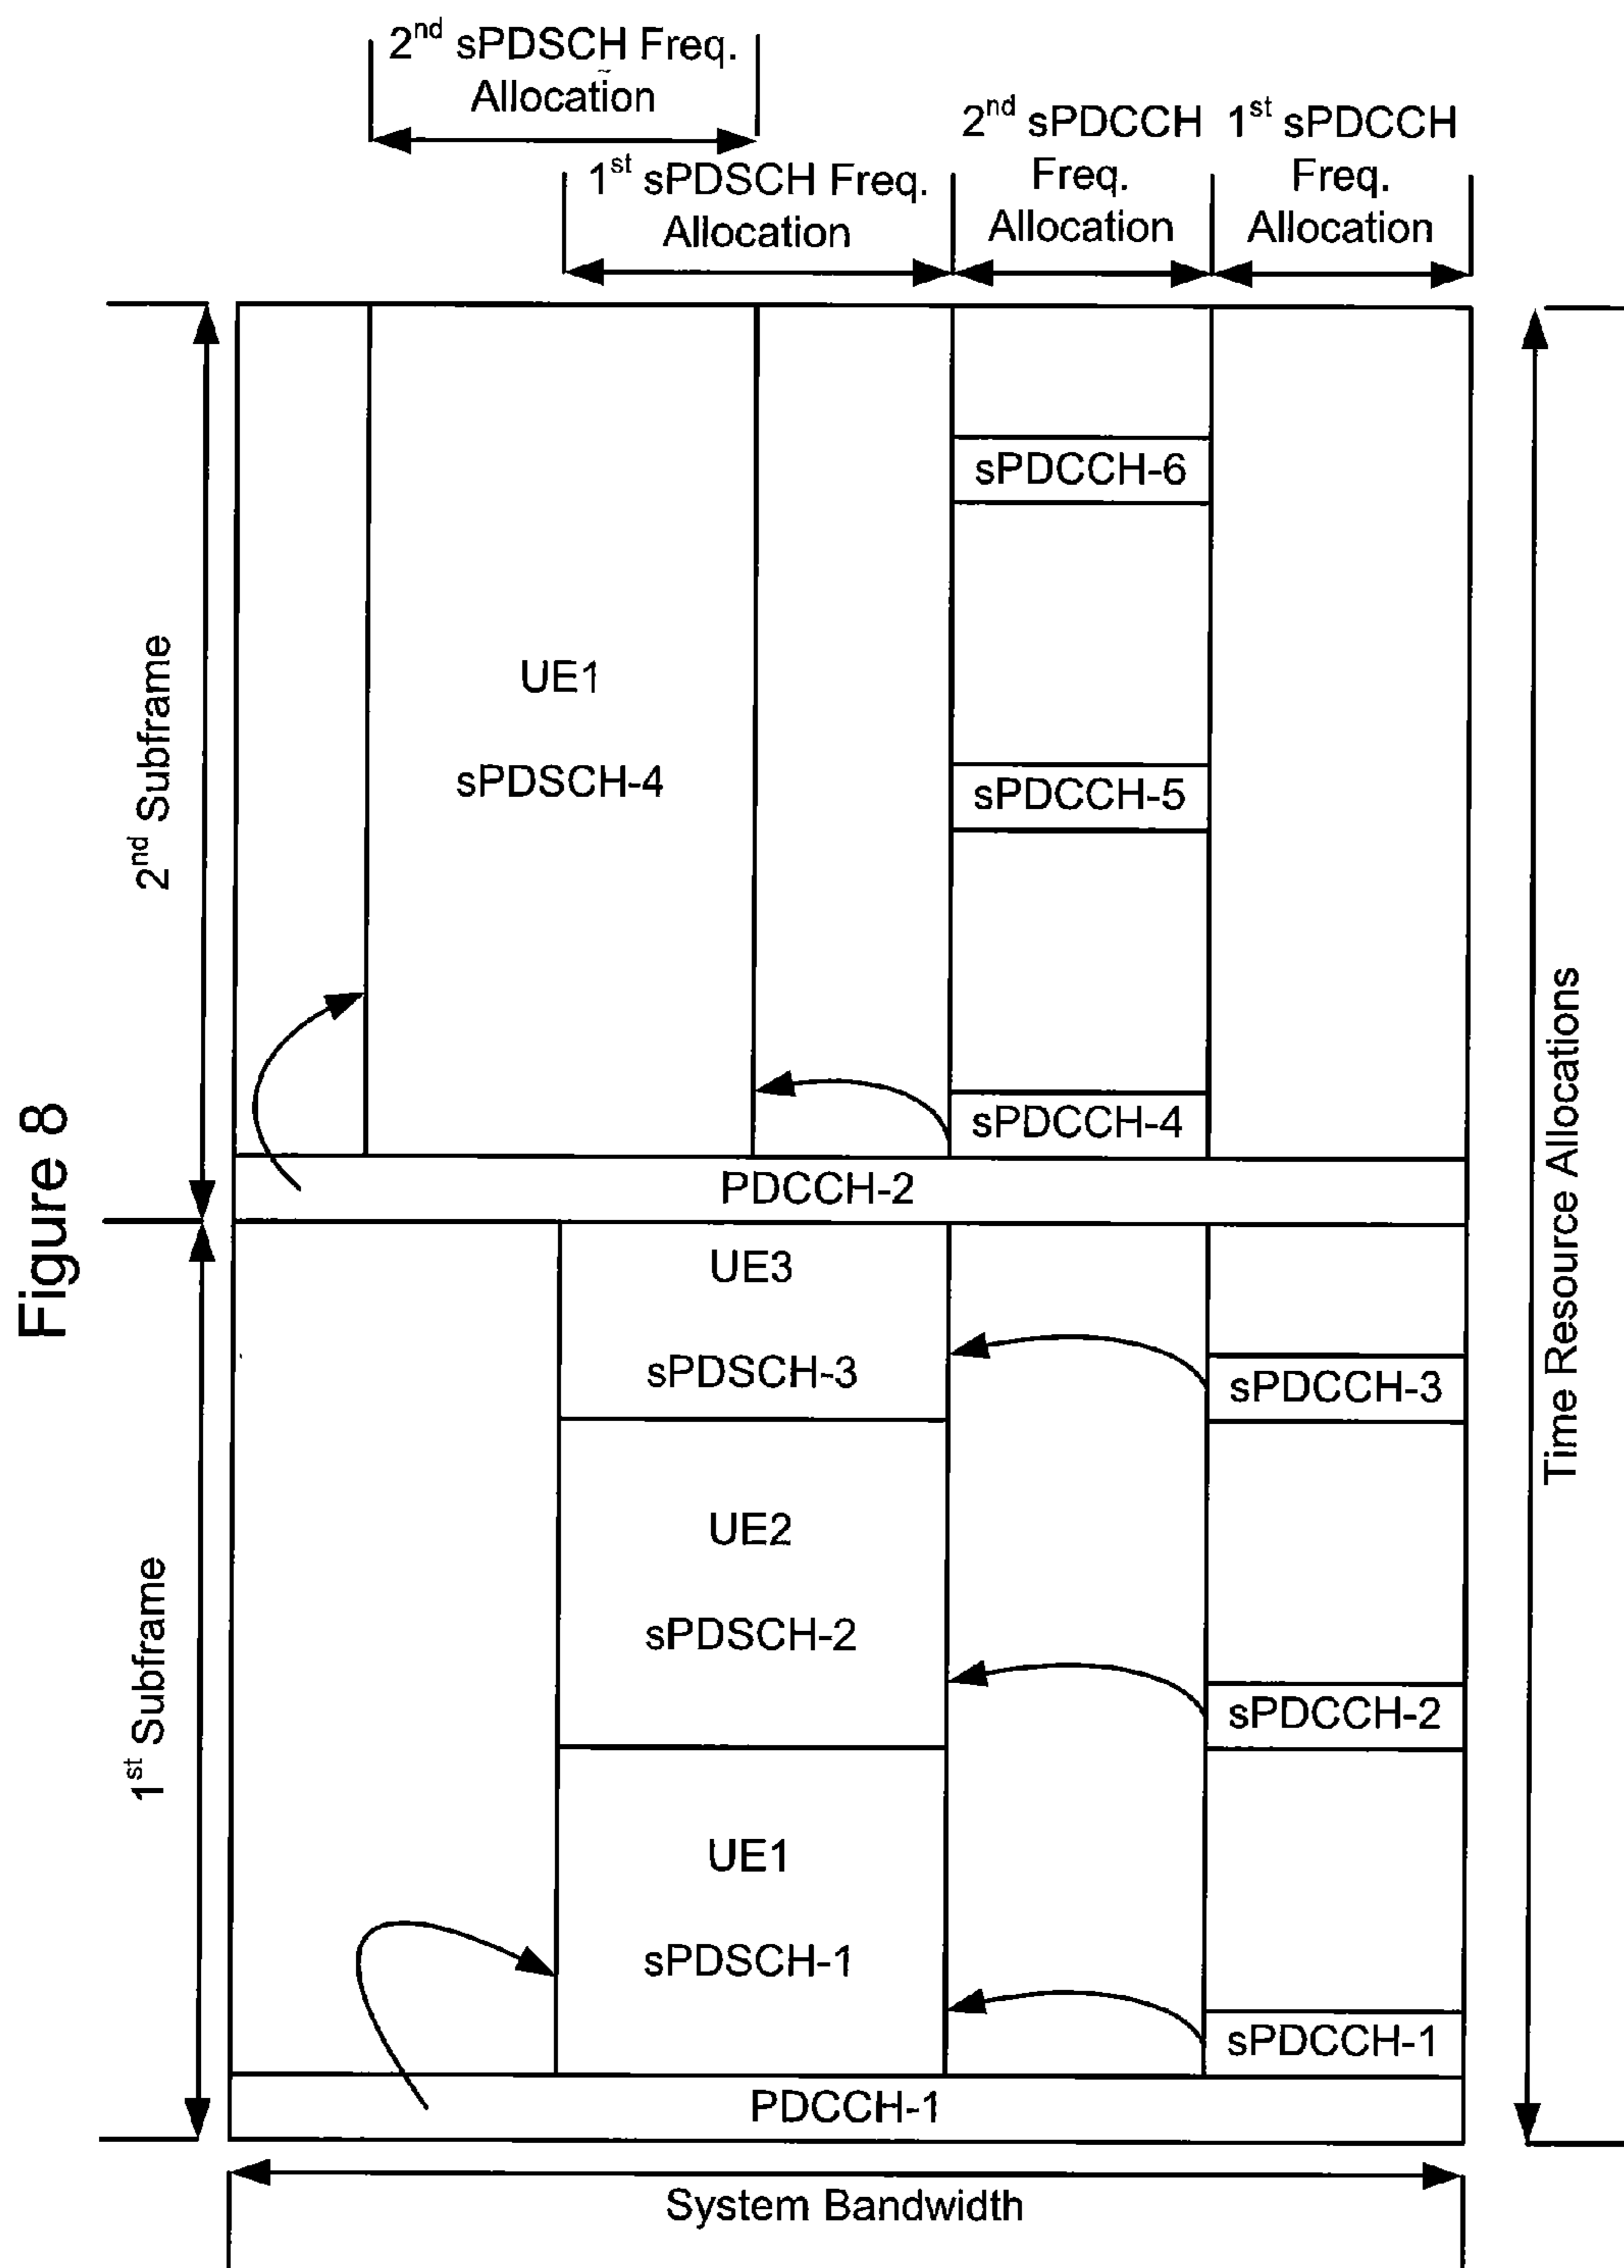 2nd sPDSCH Freq.
Allocation
1st sPDSCH Freq.
Allocation
2nd sPDCCH
Freq.
Allocation
1st sPDCCH
Freq.
Allocation
sPDCCH-6
UE1
sPDSCH-4
sPDCCH-5
sPDCCH-4
PDCCH-2
2nd Subframe
Figure 8
UE3
sPDSCH-3
sPDCCH-3
UE2
sPDSCH-2
sPDCCH-2
UE1
sPDSCH-1
sPDCCH-1
PDCCH-1
1st Subframe
Time Resource Allocations
System Bandwidth